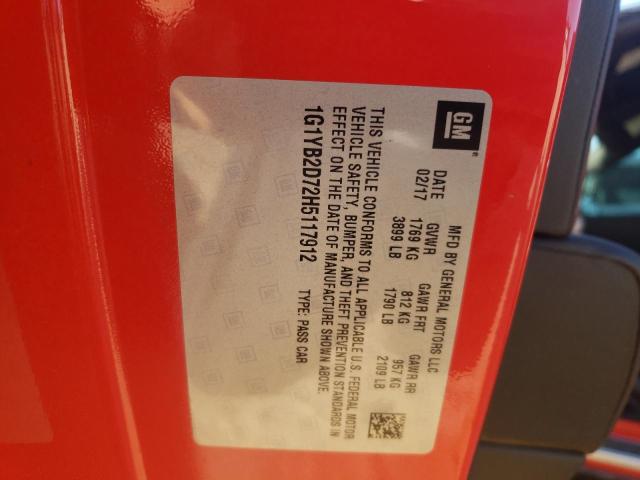 GM
MFD BY GENERAL MOTORS LLC
DATE GVWR GAWR FRT GAWR RR
02/17 1769 KG 812 KG 957 KG
3899 LB 1790 LB 2109 LB
THIS VEHICLE CONFORMS TO ALL APPLICABLE U.S. FEDERAL MOTOR
VEHICLE SAFETY, BUMPER, AND THEFT PREVENTION STANDARDS IN
EFFECT ON THE DATE OF MANUFACTURE SHOWN ABOVE.
1G1YB2D72H5117912 TYPE: PASS CAR